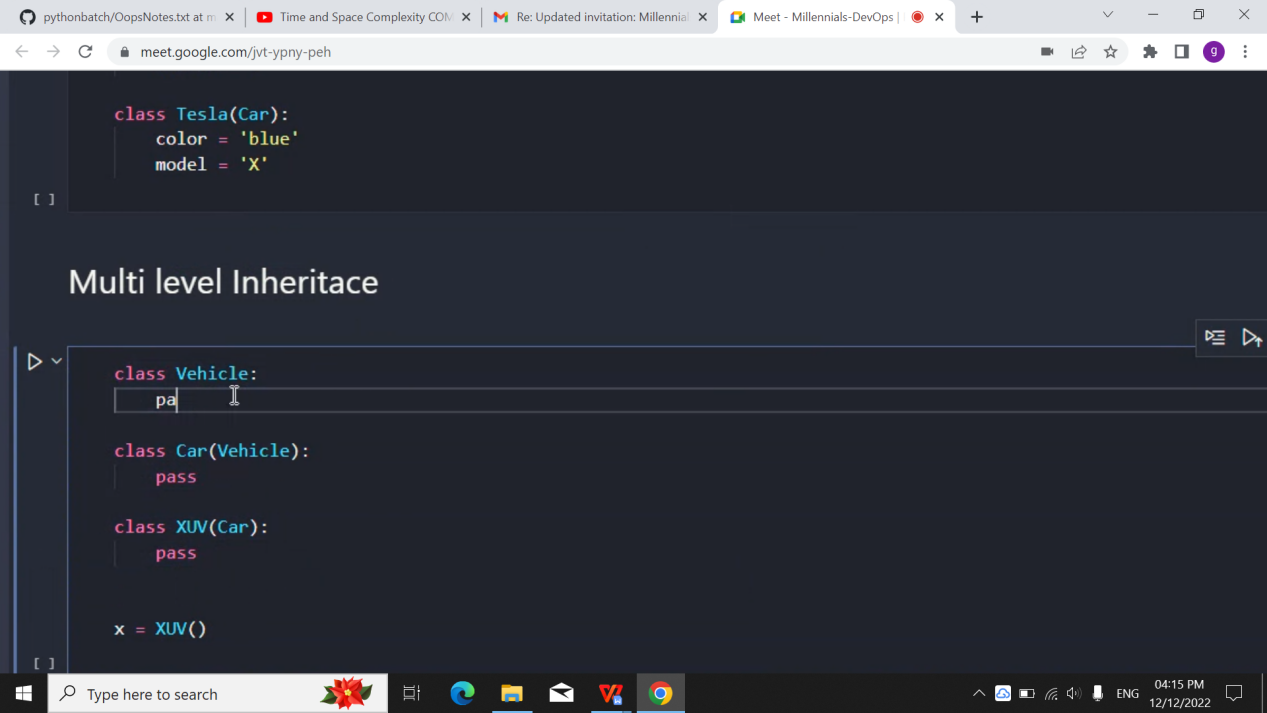 pythonbatch/OopsNotes.txt at m
Time and Space Complexity COM
Re: Updated invitation: Millennia
Meet - Millennials-DevOps |
meet.google.com/jvt-ypny-peh
g
class Tesla(Car):
color = 'blue'
model = 'X'
[ ]
Multi level Inheritace
class Vehicle:
pa
class Car(Vehicle):
pass
class XUV(Car):
pass
x = XUV()
[ ]
Type here to search
ENG
04:15 PM
12/12/2022